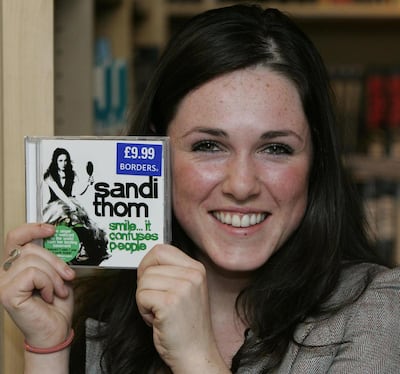 £9.99
BORDERS.
sandi
thom
smile... it
confuses
people